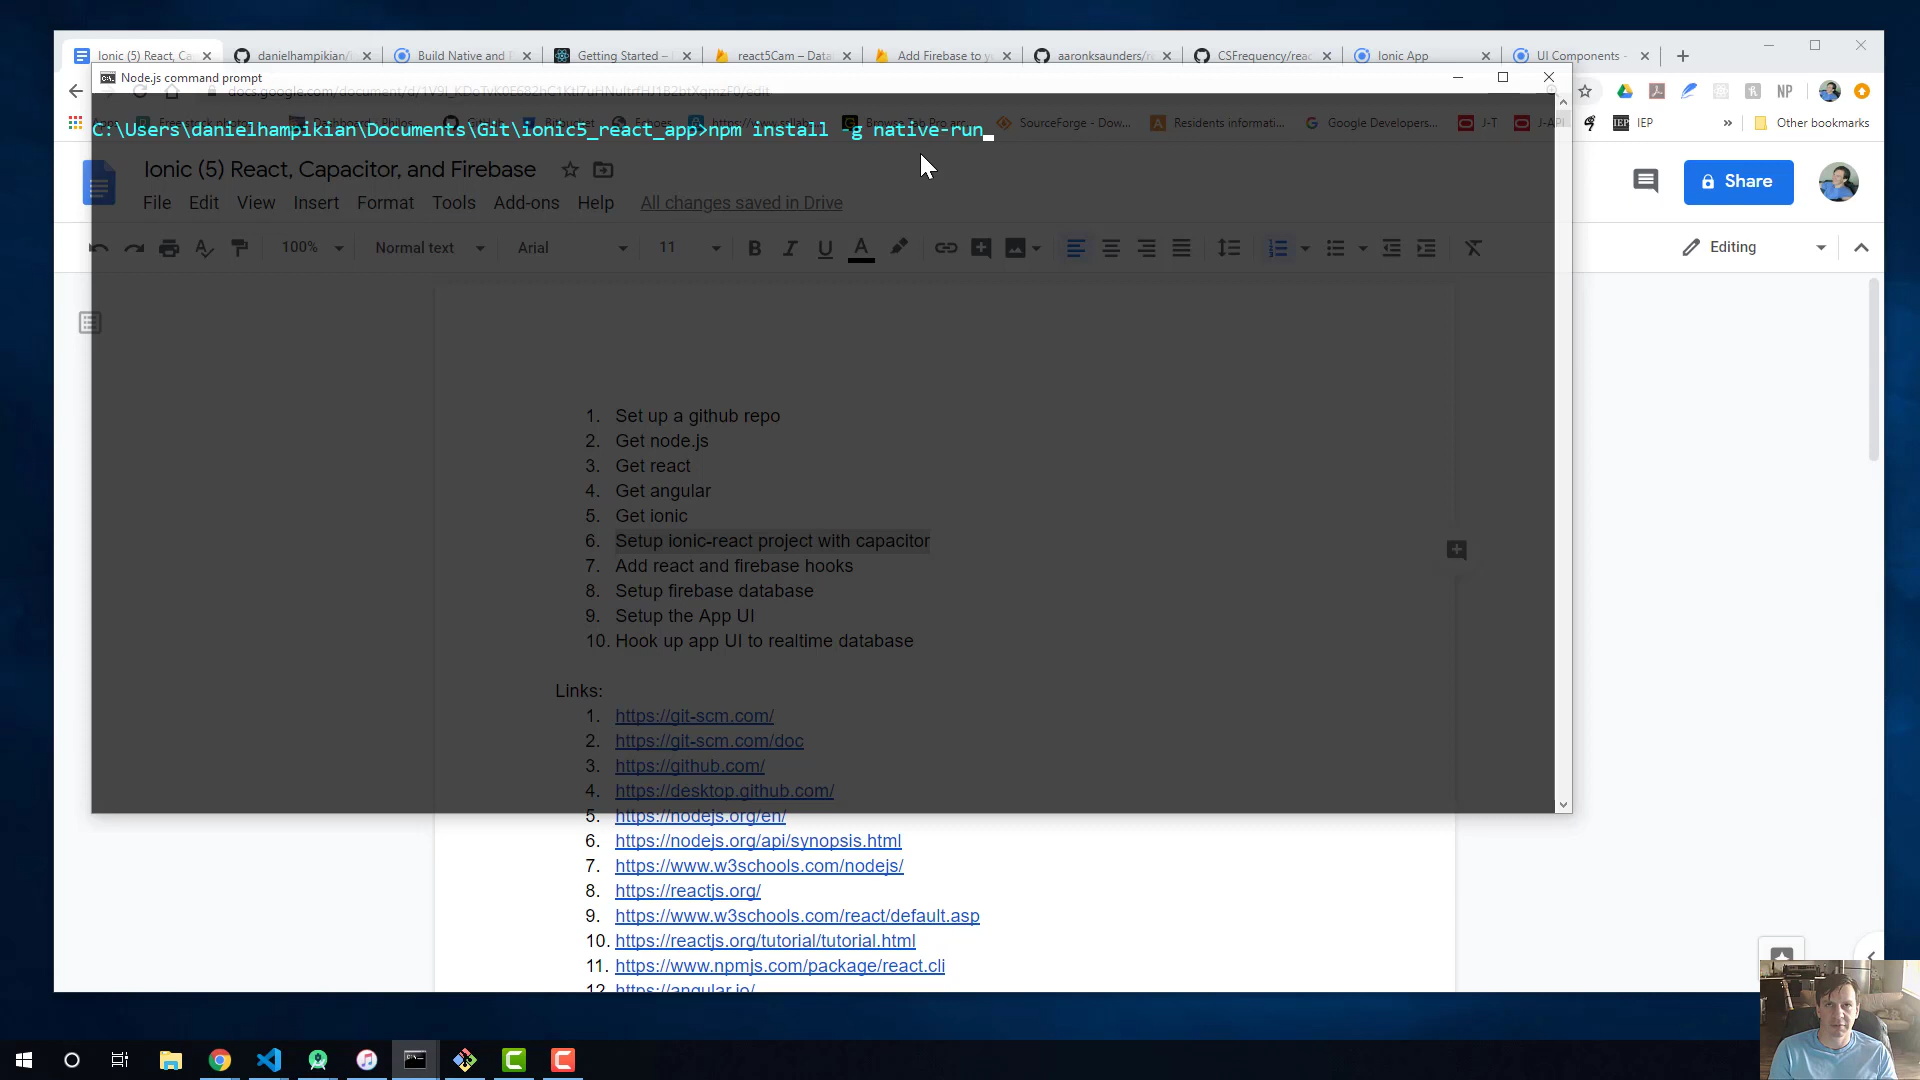 Ionic (5) React, Ca
danielhampikian/i
Build Native and
Getting Started –
react5Cam – Data
Add Firebase to y
aaronksaunders/re
CSFrequency/reac
Ionic App
UI Components -
Node.js command prompt
C:\Users\danielhampikian\Documents\Git\ionic5_react_app>npm install -g native-run
SourceForge - Dow...
Residents informati...
Google Developers...
J-T
J-API
IEP
IEP
»
Other bookmarks
NP
Ionic (5) React, Capacitor, and Firebase
File Edit View Insert Format Tools Add-ons Help All changes saved in Drive
Share
100% Normal text Arial 11 B I U A
Editing
1. Set up a github repo
2. Get node.js
3. Get react
4. Get angular
5. Get ionic
6. Setup ionic-react project with capacitor
7. Add react and firebase hooks
8. Setup firebase database
9. Setup the App UI
10. Hook up app UI to realtime database
Links:
1. https://git-scm.com/
2. https://git-scm.com/doc
3. https://github.com/
4. https://desktop.github.com/
5. https://nodejs.org/en/
6. https://nodejs.org/api/synopsis.html
7. https://www.w3schools.com/nodejs/
8. https://reactjs.org/
9. https://www.w3schools.com/react/default.asp
10. https://reactjs.org/tutorial/tutorial.html
11. https://www.npmjs.com/package/react.cli
12. https://angular.io/